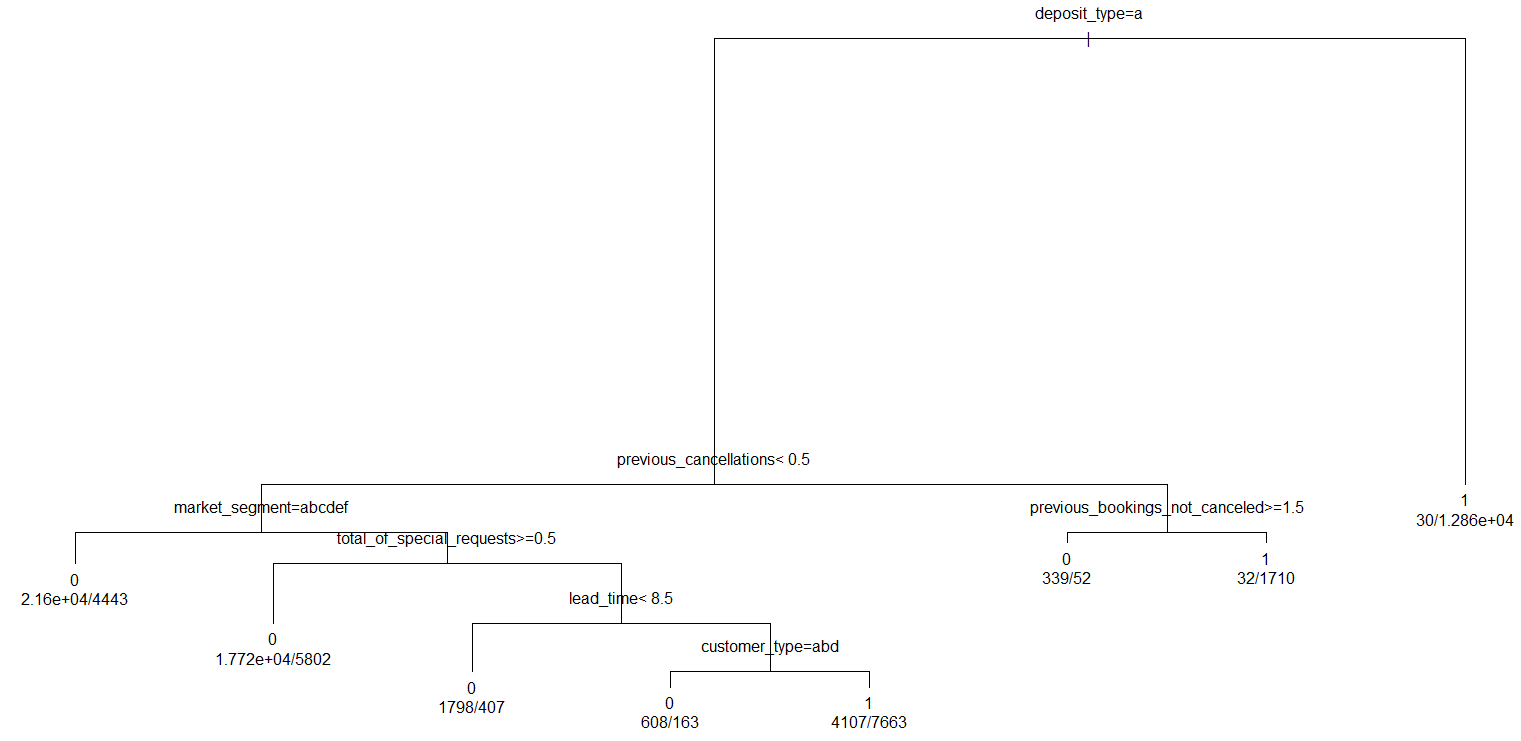 deposit_type=a
previous_cancellations< 0.5
market_segment=abcdef
previous_bookings_not_canceled>=1.5
1
30/1.286e+04
total_of_special_requests>=0.5
0
339/52
1
32/1710
0
2.16e+04/4443
lead_time< 8.5
0
1.772e+04/5802
customer_type=abd
0
1798/407
0
608/163
1
4107/7663